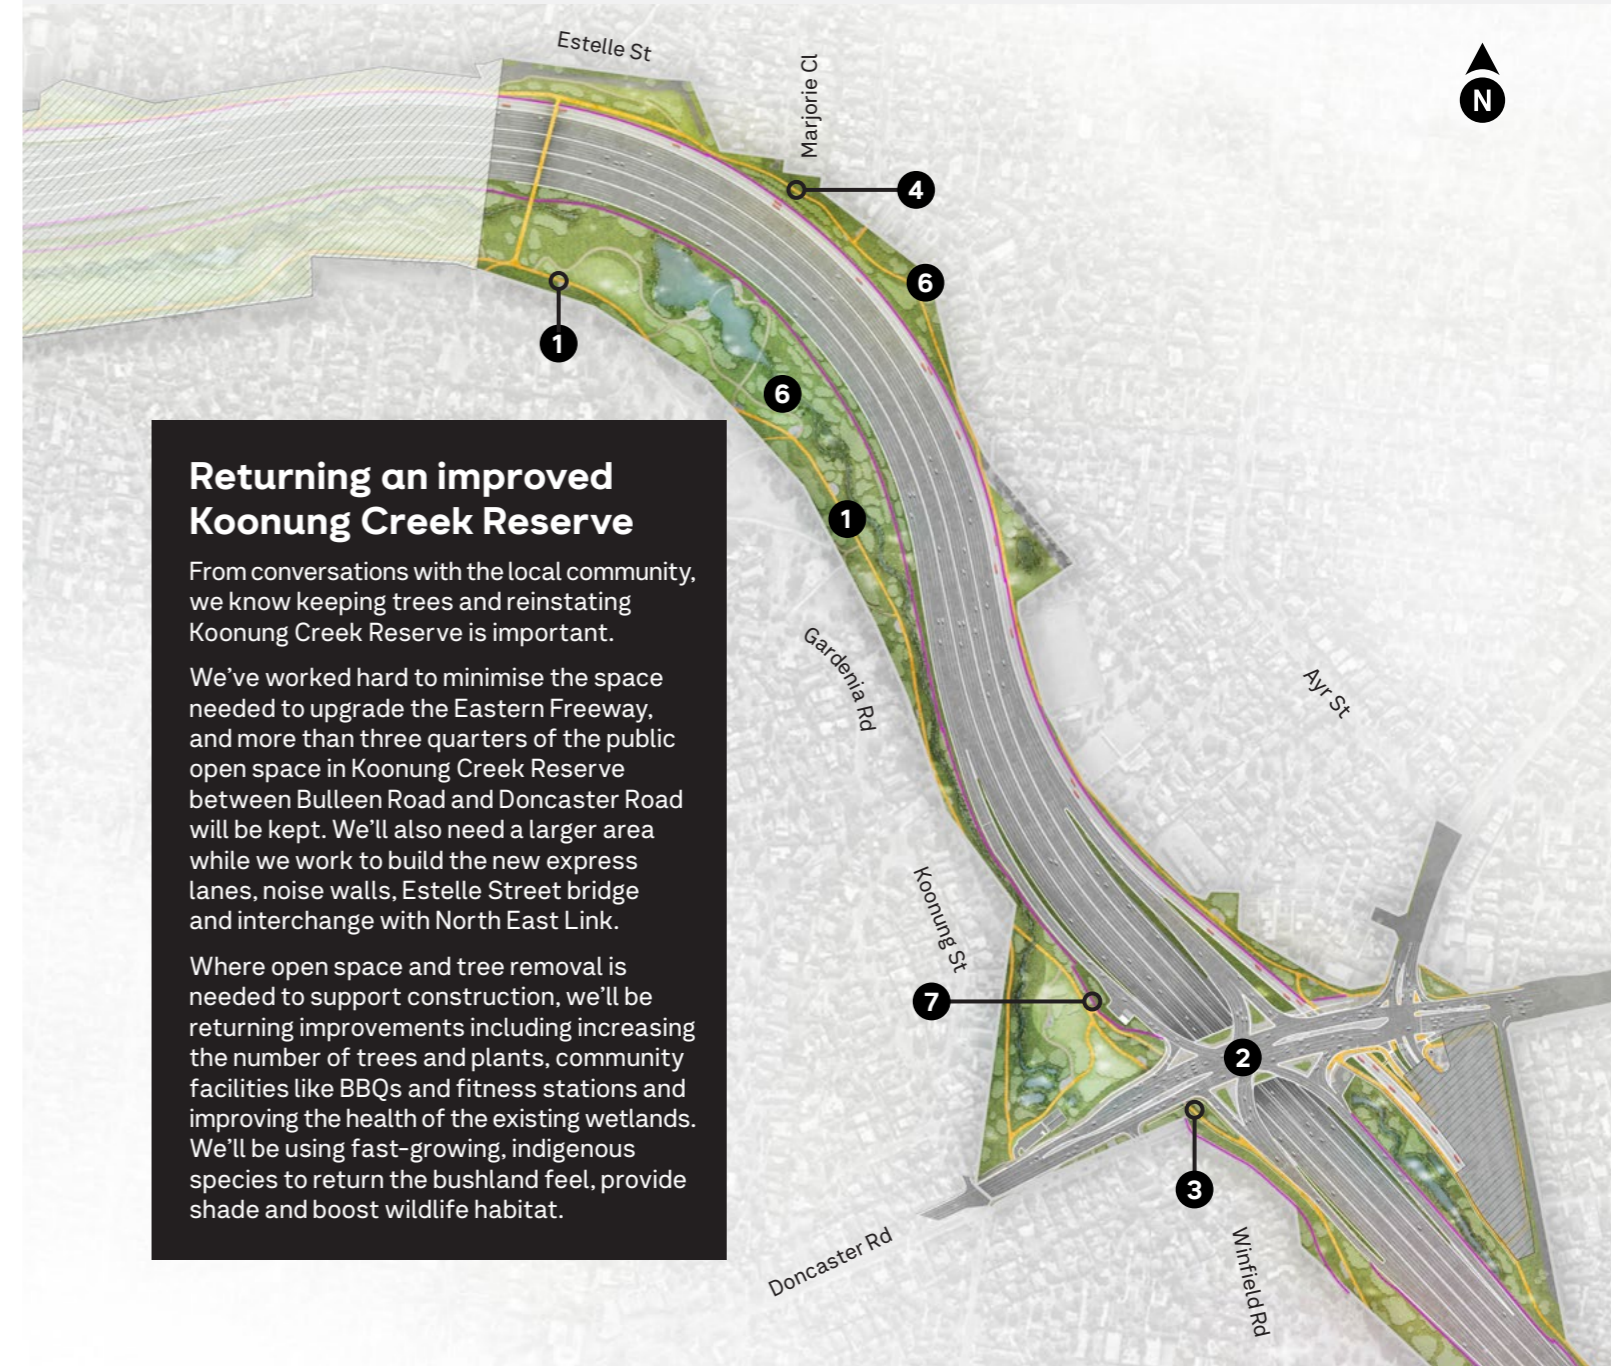 Estelle St
Marjorie Cl
N
4
6
1
6
1
Returning an improved
Koonung Creek Reserve
From conversations with the local community,
we know keeping trees and reinstating
Koonung Creek Reserve is important.
We’ve worked hard to minimise the space
needed to upgrade the Eastern Freeway,
and more than three quarters of the public
open space in Koonung Creek Reserve
between Bulleen Road and Doncaster Road
will be kept. We’ll also need a larger area
while we work to build the new express
lanes, noise walls, Estelle Street bridge
and interchange with North East Link.
Where open space and tree removal is
needed to support construction, we’ll be
returning improvements including increasing
the number of trees and plants, community
facilities like BBQs and fitness stations and
improving the health of the existing wetlands.
We’ll be using fast-growing, indigenous
species to return the bushland feel, provide
shade and boost wildlife habitat.
Gardenia Rd
Ayr St
Koonung St
7
2
3
Doncaster Rd
Winfield Rd